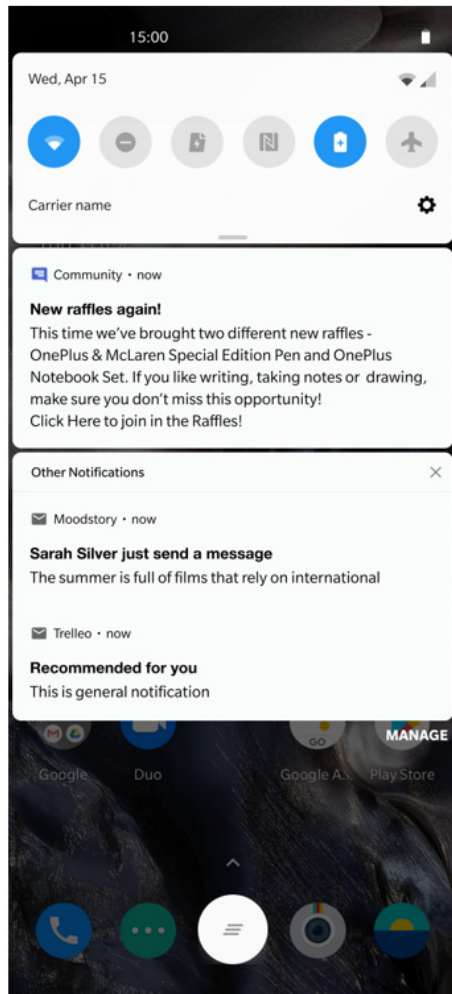 15:00
Wed, Apr 15
Carrier name
Community • now
New raffles again!
This time we've brought two different new raffles -
OnePlus & McLaren Special Edition Pen and OnePlus
Notebook Set. If you like writing, taking notes or drawing,
make sure you don't miss this opportunity!
Click Here to join in the Raffles!
Other Notifications
Moodstory • now
Sarah Silver just send a message
The summer is full of films that rely on international
Trelleo • now
Recommended for you
This is general notification
GO
MANAGE
Google
Duo
Google A...
Play Store